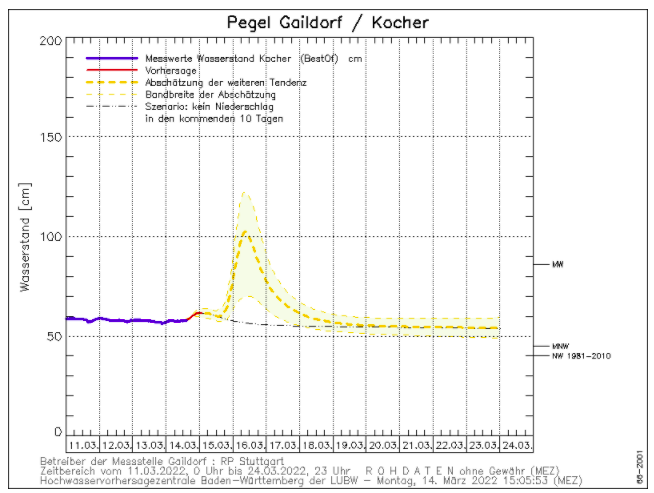 Pegel Gaildorf / Kocher
200
Messwerte Wasserstand Kocher (BestOf) cm
Vorhersage
Abschätzung der weiteren Tendenz
Bandbreite der Abschätzung
Szenario: kein Niederschlag
in den kommenden 10 Tagen
150
Wasserstand [cm]
100
MW
50
MNW
NW 1981-2010
0
11.03. 12.03. 13.03. 14.03. 15.03. 16.03. 17.03. 18.03. 19.03. 20.03. 21.03. 22.03. 23.03. 24.03.
Betreiber der Messstelle Gaildorf : RP Stuttgart
Zeitbereich vom 11.03.2022, 0 Uhr bis 24.03.2022, 23 Uhr R O H D A T E N ohne Gewähr (MEZ)
Hochwasservorhersagezentrale Baden-Württemberg der LUBW - Montag, 14. März 2022 15:05:53 (MEZ)